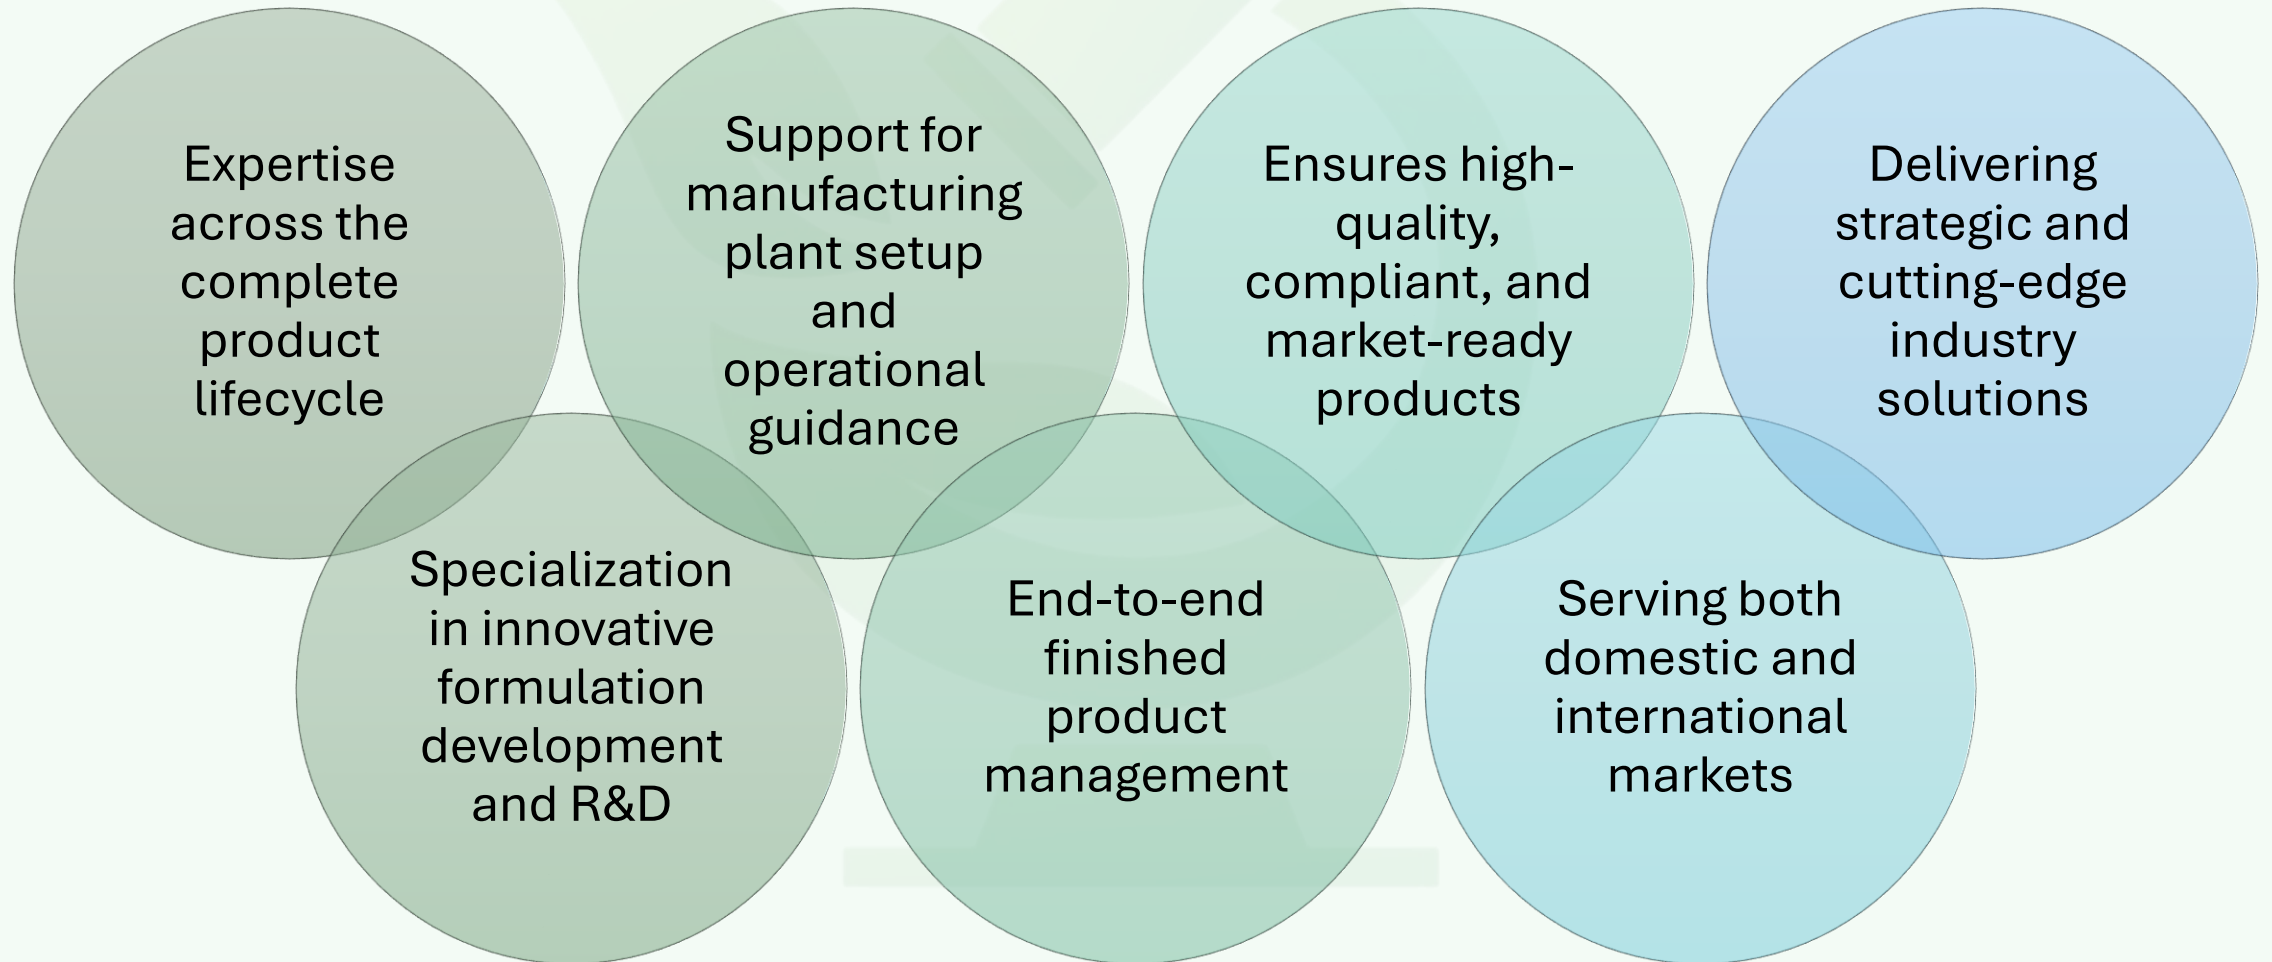 Expertise
across the
complete
product
lifecycle
Specialization
in innovative
formulation
development
and R&D
Support for
manufacturing
plant setup
and
operational
guidance
End-to-end
finished
product
management
Ensures high-
quality,
compliant, and
market-ready
products
Serving both
domestic and
international
markets
Delivering
strategic and
cutting-edge
industry
solutions